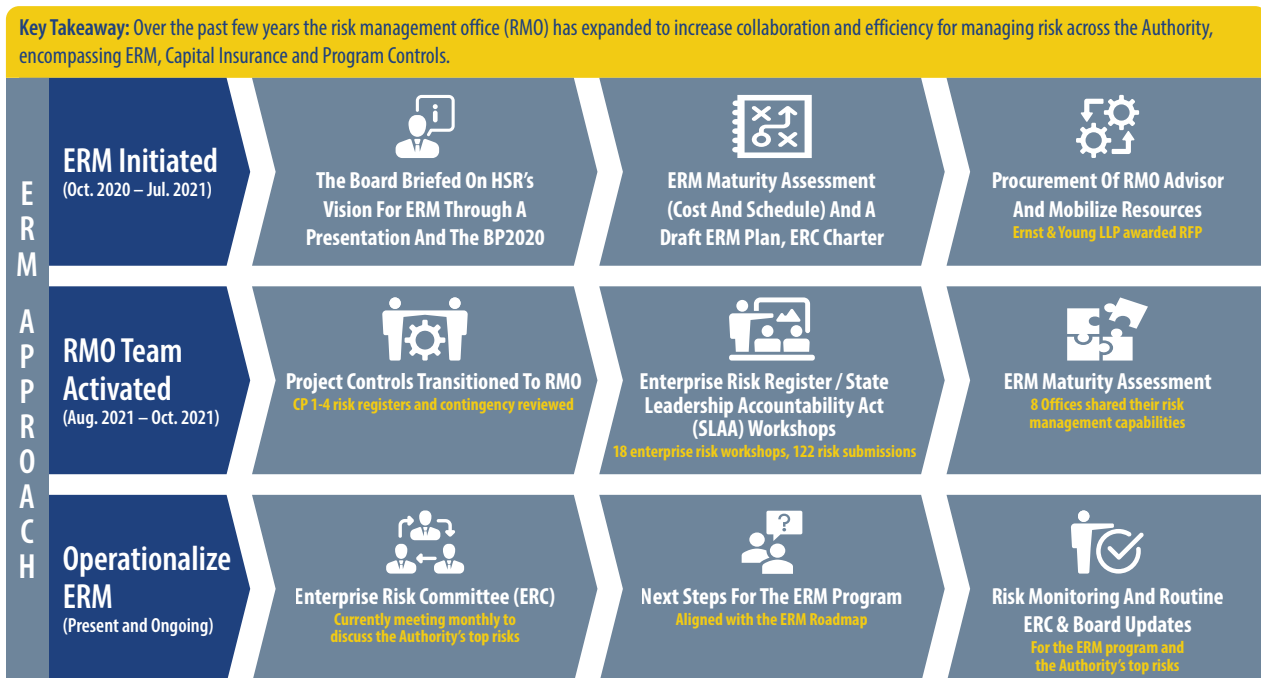 Key Takeaway: Over the past few years the risk management office (RMO) has expanded to increase collaboration and efficiency for managing risk across the Authority,
encompassing ERM, Capital Insurance and Program Controls.
ERM APPROACH
ERM Initiated
(Oct. 2020 – Jul. 2021)
The Board Briefed On HSR's
Vision For ERM Through A
Presentation And The BP2020
ERM Maturity Assessment
(Cost And Schedule) And A
Draft ERM Plan, ERC Charter
Procurement Of RMO Advisor
And Mobilize Resources
Ernst & Young LLP awarded RFP
RMO Team
Activated
(Aug. 2021 – Oct. 2021)
Project Controls Transitioned To RMO
CP 1-4 risk registers and contingency reviewed
Enterprise Risk Register / State
Leadership Accountability Act
(SLAA) Workshops
18 enterprise risk workshops, 122 risk submissions
ERM Maturity Assessment
8 Offices shared their risk
management capabilities
Operationalize
ERM
(Present and Ongoing)
Enterprise Risk Committee (ERC)
Currently meeting monthly to
discuss the Authority's top risks
?
Next Steps For The ERM Program
Aligned with the ERM Roadmap
Risk Monitoring And Routine
ERC & Board Updates
For the ERM program and
the Authority's top risks